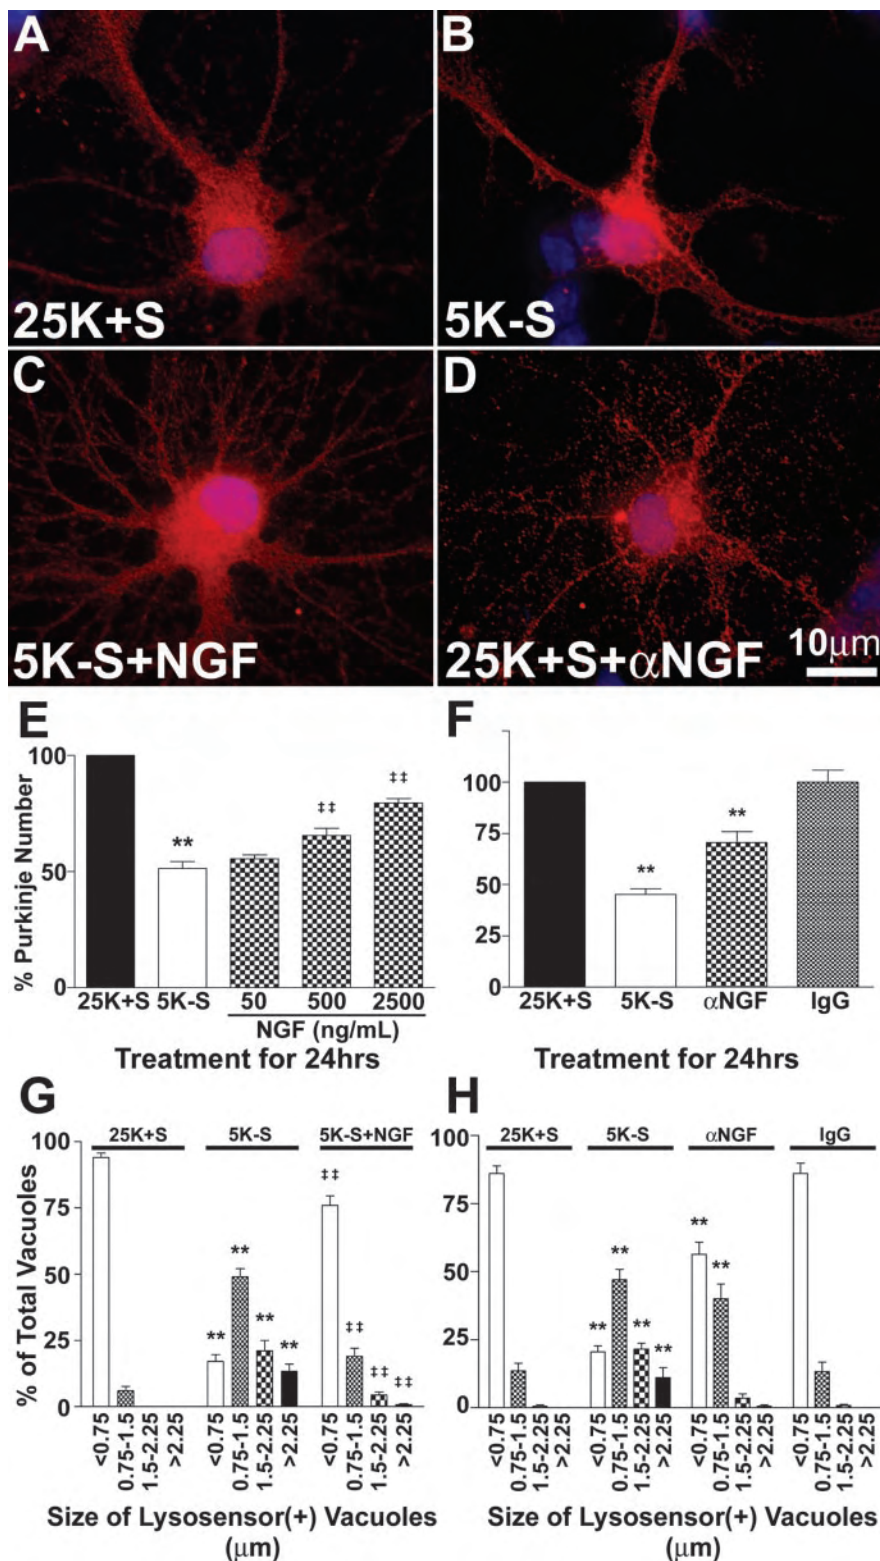 A
25K+S
B
5K-S
C
5K-S+NGF
D
25K+S+αNGF
10μm
E
% Purkinje Number
100
50
0
25K+S 5K-S 50 500 2500
NGF (ng/mL)
Treatment for 24hrs
** ‡‡ ‡‡
F
100
75
50
25
0
25K+S 5K-S αNGF IgG
Treatment for 24hrs
** **
G
% of Total Vacuoles
100
75
50
25
0
25K+S 5K-S 5K-S+NGF
** ** ** ** ‡‡ ‡‡ ‡‡ ‡‡
<0.75 0.75-1.5 1.5-2.25 >2.25 <0.75 0.75-1.5 1.5-2.25 >2.25 <0.75 0.75-1.5 1.5-2.25 >2.25
Size of Lysosensor(+) Vacuoles
(μm)
H
100
75
50
25
0
25K+S 5K-S αNGF IgG
** ** ** ** ** **
<0.75 0.75-1.5 1.5-2.25 >2.25 <0.75 0.75-1.5 1.5-2.25 >2.25 <0.75 0.75-1.5 1.5-2.25 >2.25 <0.75 0.75-1.5 1.5-2.25 >2.25
Size of Lysosensor(+) Vacuoles
(μm)